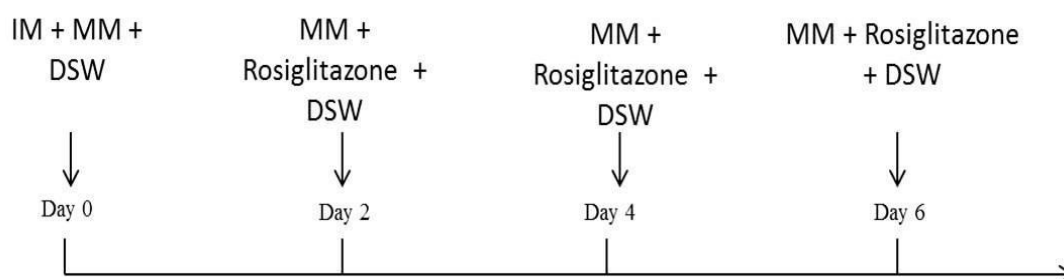 IM + MM +
DSW
MM +
Rosiglitazone +
DSW
MM +
Rosiglitazone +
DSW
MM + Rosiglitazone
+ DSW
Day 0
Day 2
Day 4
Day 6